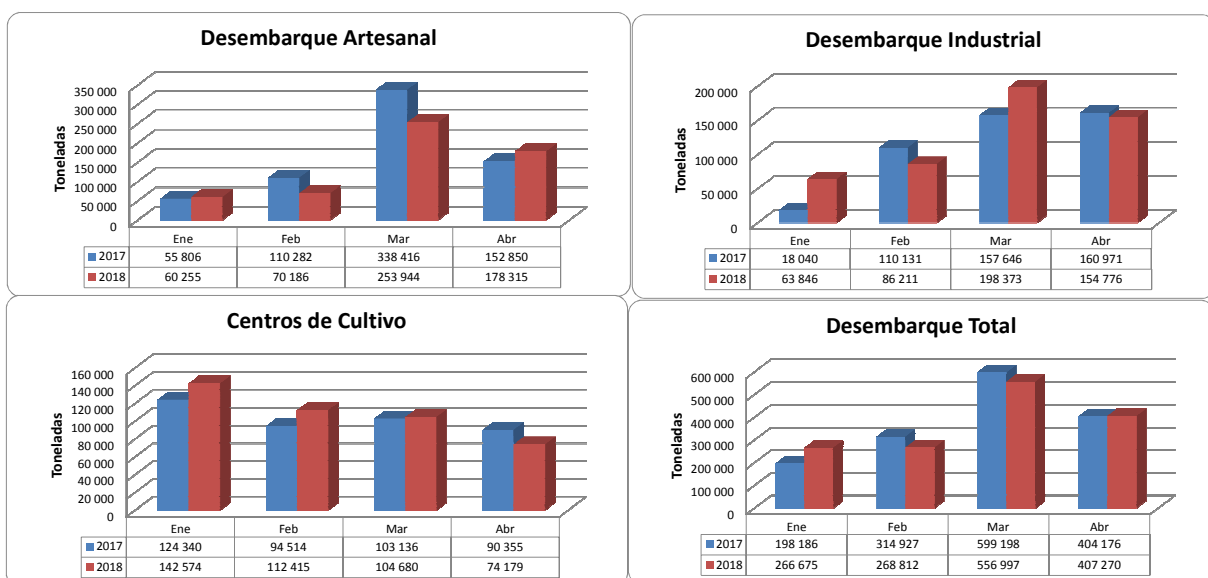 Desembarque Artesanal
Toneladas
350 000
300 000
250 000
200 000
150 000
100 000
50 000
0
Ene Feb Mar Abr
2017 55 806 110 282 338 416 152 850
2018 60 255 70 186 253 944 178 315
Desembarque Industrial
Toneladas
200 000
150 000
100 000
50 000
0
Ene Feb Mar Abr
2017 18 040 110 131 157 646 160 971
2018 63 846 86 211 198 373 154 776
Centros de Cultivo
Toneladas
160 000
140 000
120 000
100 000
80 000
60 000
40 000
20 000
0
Ene Feb Mar Abr
2017 124 340 94 514 103 136 90 355
2018 142 574 112 415 104 680 74 179
Desembarque Total
Toneladas
600 000
500 000
400 000
300 000
200 000
100 000
0
Ene Feb Mar Abr
2017 198 186 314 927 599 198 404 176
2018 266 675 268 812 556 997 407 270